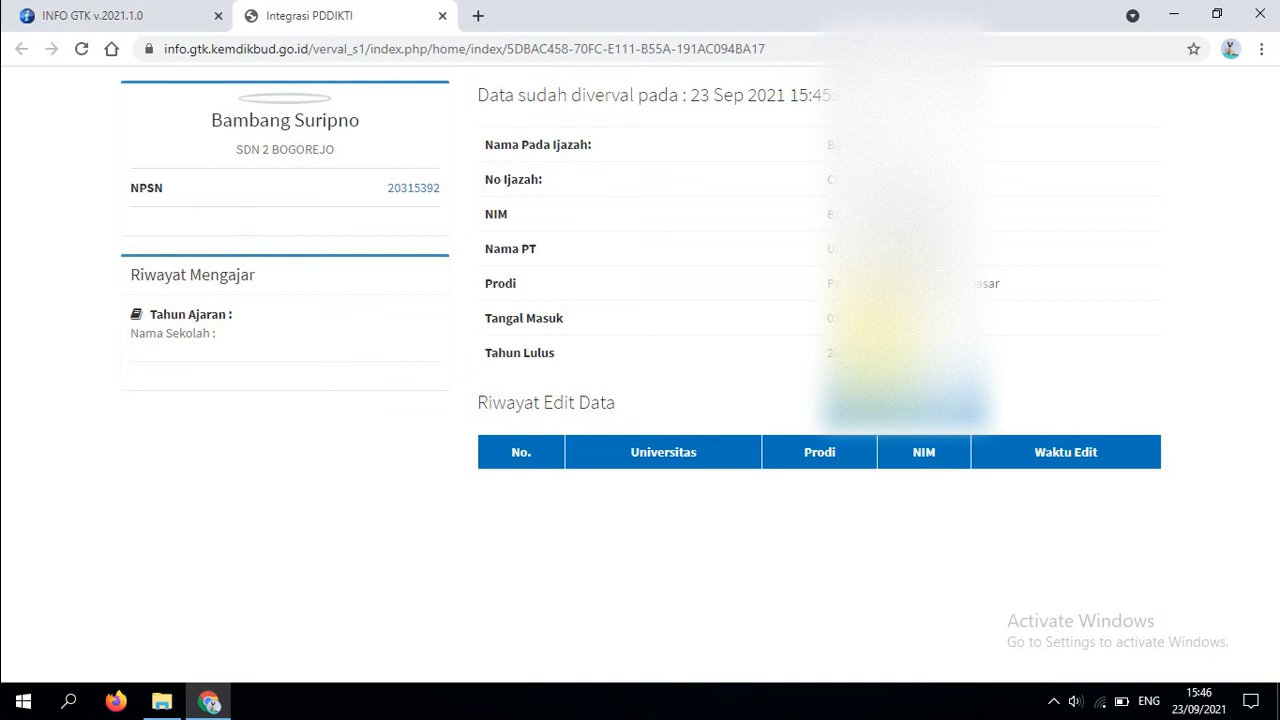 INFO GTK v.2021.1.0
Integrasi PDDIKTI
info.gtk.kemdikbud.go.id/verval_s1/index.php/home/index/5DBAC458-70FC-E111-B55A-191AC094BA17
Bambang Suripno
SDN 2 BOGOREJO
NPSN 20315392
Riwayat Mengajar
Tahun Ajaran :
Nama Sekolah :
Data sudah diverval pada : 23 Sep 2021 15:45
Nama Pada Ijazah:
No Ijazah:
NIM
Nama PT
Prodi
Tangal Masuk
Tahun Lulus
Riwayat Edit Data
No. Universitas Prodi NIM Waktu Edit
Activate Windows
Go to Settings to activate Windows.
ENG
15:46
23/09/2021